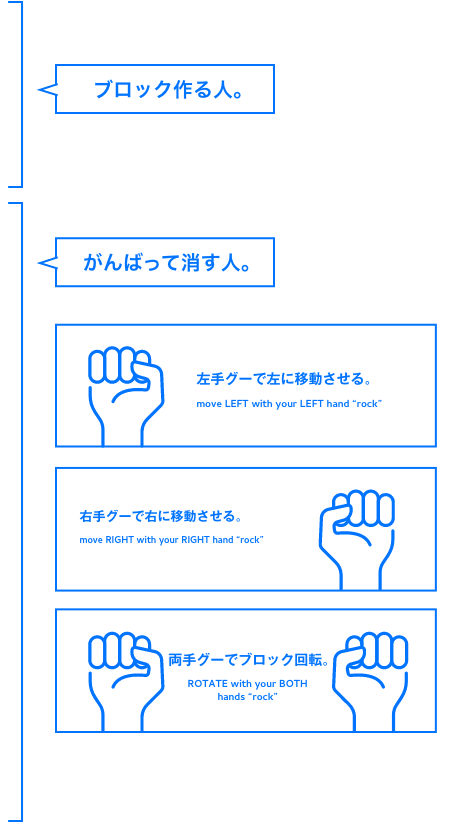 ブロック作る人。
がんばって消す人。
左手グーで左に移動させる。
move LEFT with your LEFT hand “rock”
右手グーで右に移動させる。
move RIGHT with your RIGHT hand “rock”
両手グーでブロック回転。
ROTATE with your BOTH
hands “rock”